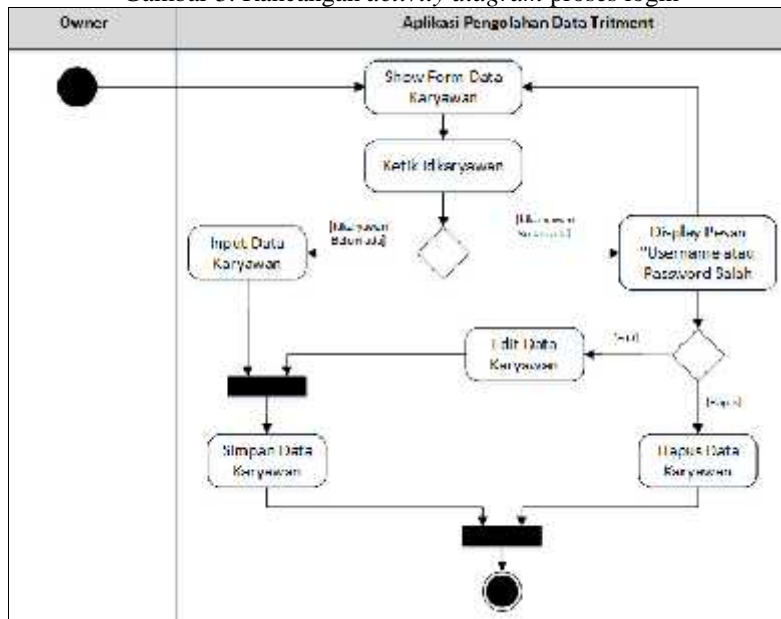 Gambar 3. Rancangan activity diagram proses login
Owner
Aplikasi Pengolahan Data Tritment
Show Form Data
Karyawan
Ketik Idkaryawan
[Idkaryawan
Belum ada]
[Idkaryawan
Input Data
Karyawan
Display Pesan
"Username atau
Password Salah
Edit Data
Karyawan
[Edit]
[Hapus]
Simpan Data
Karyawan
Hapus Data
Karyawan